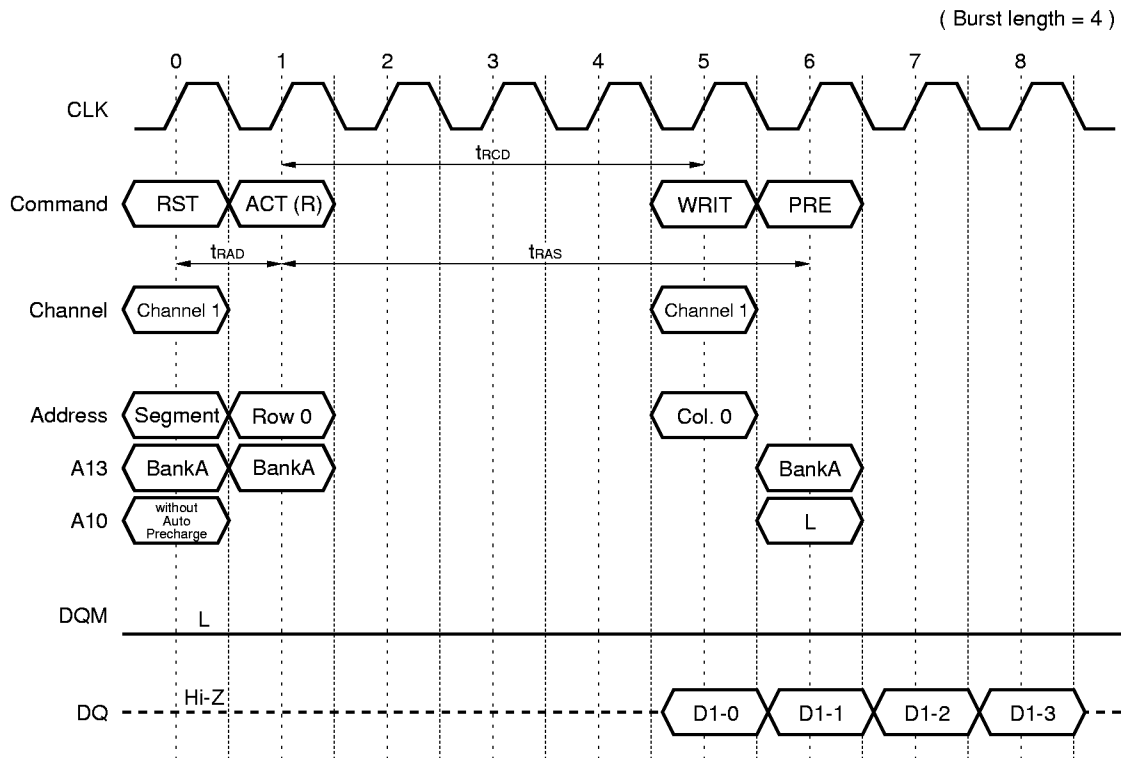 ( Burst length = 4 )
0 1 2 3 4 5 6 7 8
CLK
tRCD
Command RST ACT (R) WRIT PRE
tRAD tRAS
Channel Channel 1 Channel 1
Address Segment Row 0 Col. 0
A13 BankA BankA BankA
without
A10 Auto L
Precharge
DQM L
Hi-Z
DQ D1-0 D1-1 D1-2 D1-3